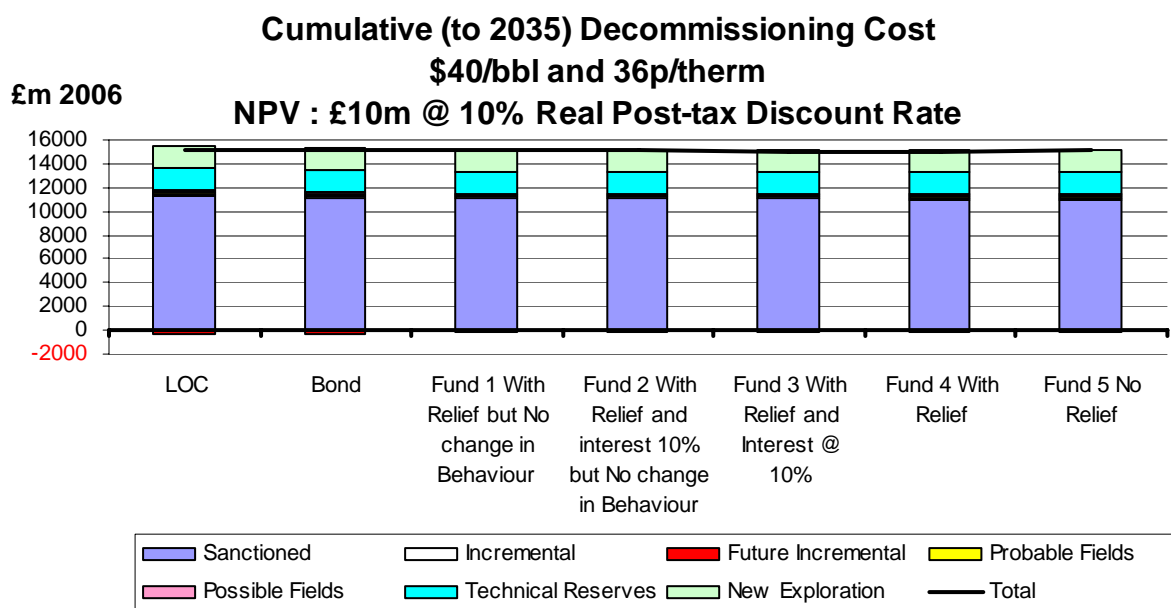 Cumulative (to 2035) Decommissioning Cost
$40/bbl and 36p/therm
£m 2006
NPV : £10m @ 10% Real Post-tax Discount Rate
16000
14000
12000
10000
8000
6000
4000
2000
0
-2000
LOC
Bond
Fund 1 With
Relief but No
change in
Behaviour
Fund 2 With
Relief and
interest 10%
but No change
in Behaviour
Fund 3 With
Relief and
Interest @
10%
Fund 4 With
Relief
Fund 5 No
Relief
Sanctioned
Incremental
Future Incremental
Probable Fields
Possible Fields
Technical Reserves
New Exploration
Total